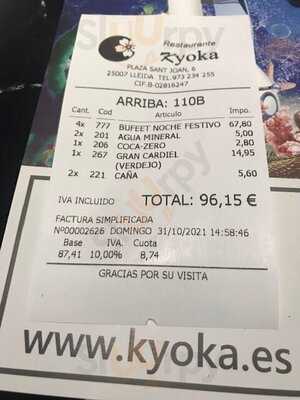 Restaurante
Kyoka
PLAZA SANT JOAN, 6
25007 LLEIDA TEL.973 234 255
CIF.B-02816247
ARRIBA: 110B
Cant. Cod Artículo Impo.
4x 777 BUFEET NOCHE FESTIVO 67,80
2x 201 AGUA MINERAL 5,00
1x 206 COCA-ZERO 2,80
1x 267 GRAN CARDIEL 14,95
(VERDEJO)
2x 221 CAÑA 5,60
IVA INCLUIDO TOTAL: 96,15 €
FACTURA SIMPLIFICADA
Nº00002626 DOMINGO 31/10/2021 14:58:46
Base IVA. Cuota
87,41 10,00% 8,74
GRACIAS POR SU VISITA
www.kyoka.es